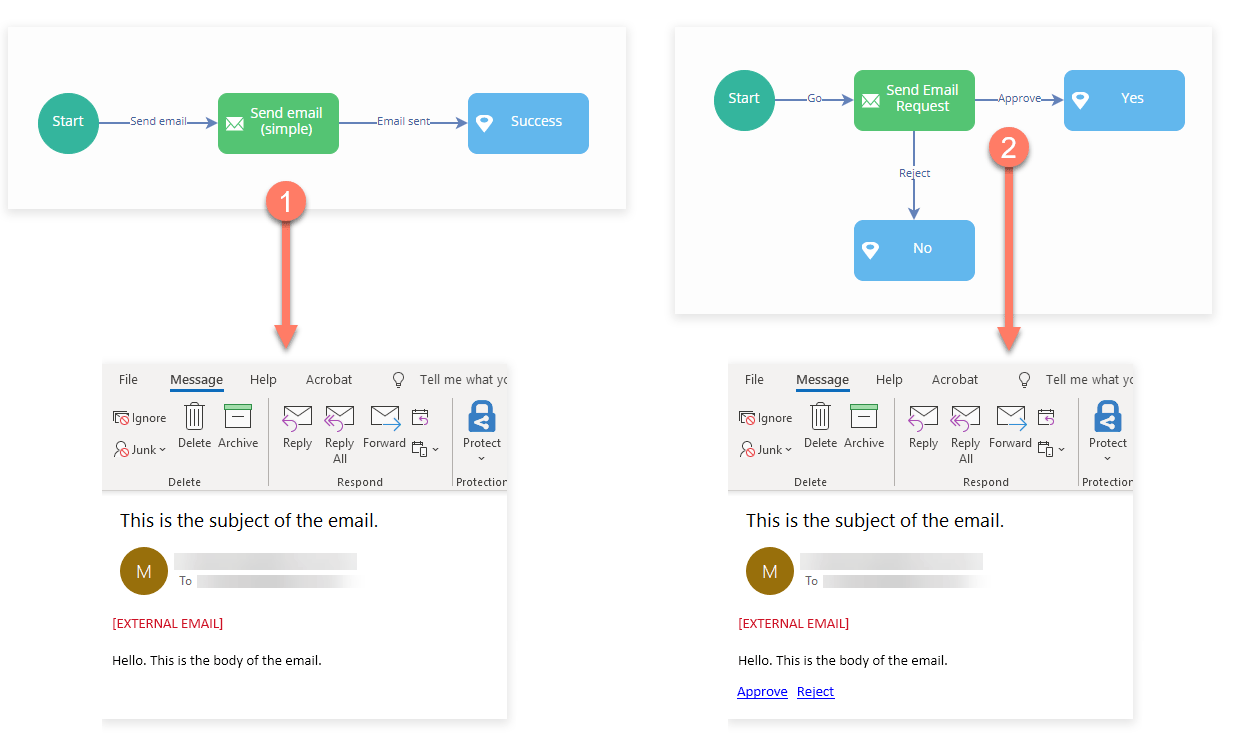 Start
Send email
Send email
(simple)
Email sent
Success
1
Start
Go
Send Email
Request
Approve
Yes
Reject
No
2
File Message Help Acrobat Tell me what yo
Ignore
Junk
Delete
Archive
Reply
Reply
All
Forward
Protect
Delete Respond Protection
This is the subject of the email.
M
To
[EXTERNAL EMAIL]
Hello. This is the body of the email.
File Message Help Acrobat Tell me what yo
Ignore
Junk
Delete
Archive
Reply
Reply
All
Forward
Protect
Delete Respond Protection
This is the subject of the email.
M
To
[EXTERNAL EMAIL]
Hello. This is the body of the email.
Approve Reject